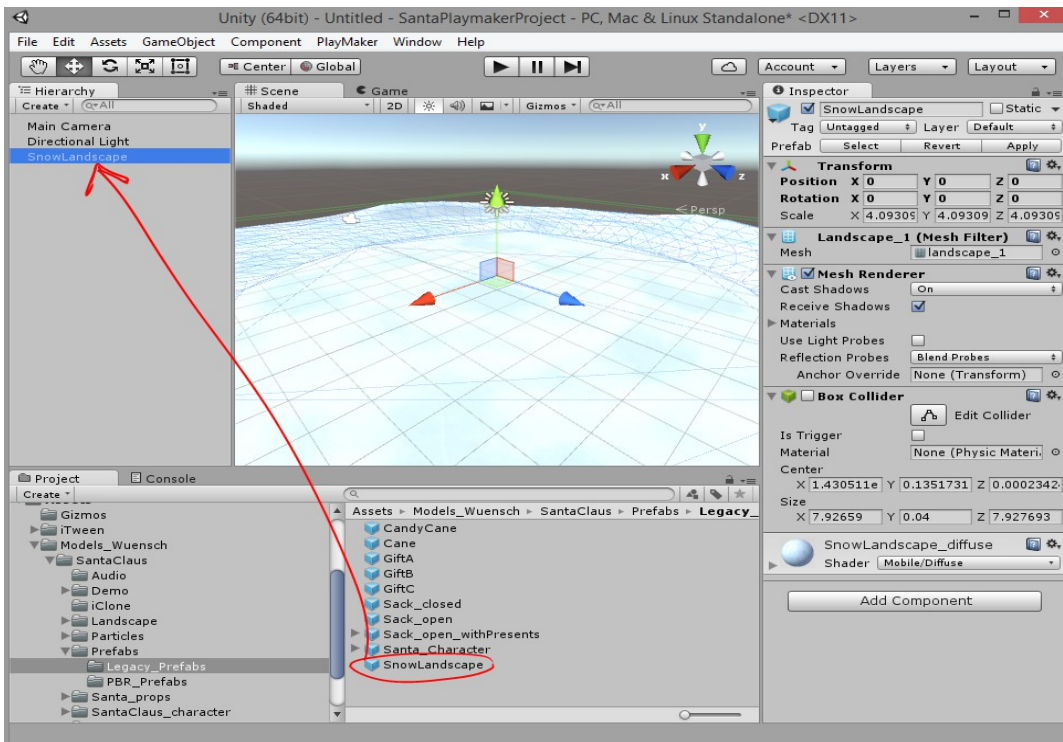 Unity (64bit) - Untitled - SantaPlaymakerProject - PC, Mac & Linux Standalone* <DX11>
File Edit Assets GameObject Component PlayMaker Window Help
Center Global Account Layers Layout
Hierarchy
Create All
Main Camera
Directional Light
SnowLandscape
Scene Game
Shaded 2D Gizmos All
y
x z
Persp
Inspector
SnowLandscape Static
Tag Untagged Layer Default
Prefab Select Revert Apply
Transform
Position X 0 Y 0 Z 0
Rotation X 0 Y 0 Z 0
Scale X 4.09309 Y 4.09309 Z 4.09309
Landscape_1 (Mesh Filter)
Mesh landscape_1
Mesh Renderer
Cast Shadows On
Receive Shadows
Materials
Use Light Probes
Reflection Probes Blend Probes
Anchor Override None (Transform)
Box Collider
Edit Collider
Is Trigger
Material None (Physic Materi
Center
X 1.430511e Y 0.1351731 Z 0.0002342
Size
X 7.92659 Y 0.04 Z 7.927693
SnowLandscape_diffuse
Shader Mobile/Diffuse
Add Component
Project Console
Create
Gizmos
iTween
Models_Wuensch
SantaClaus
Audio
Demo
iClone
Landscape
Particles
Prefabs
Legacy_Prefabs
PBR_Prefabs
Santa_props
SantaClaus_character
Assets Models_Wuensch SantaClaus Prefabs Legacy_
CandyCane
Cane
GiftA
GiftB
GiftC
Sack_closed
Sack_open
Sack_open_withPresents
Santa_Character
SnowLandscape